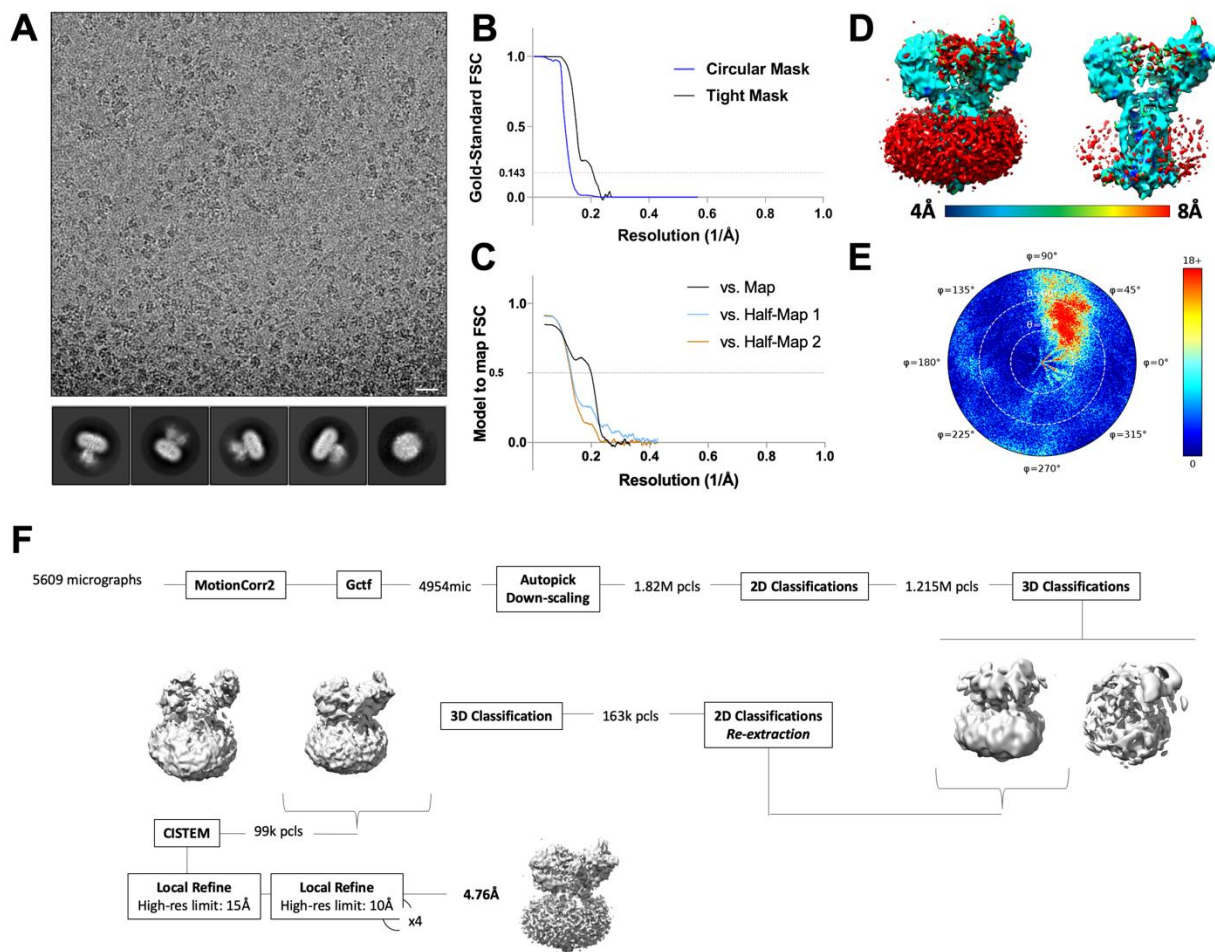 A
B
Gold-Standard FSC
1.0
0.5
0.143
0.0
Circular Mask
Tight Mask
0.2
0.4
0.6
0.8
1.0
Resolution (1/Å)
C
Model to map FSC
1.0
0.5
0.0
vs. Map
vs. Half-Map 1
vs. Half-Map 2
0.2
0.4
0.6
0.8
1.0
Resolution (1/Å)
D
4Å
8Å
E
φ=90°
φ=135°
φ=45°
φ=180°
φ=0°
φ=225°
φ=315°
φ=270°
18+
0
F
5609 micrographs
MotionCorr2
Gctf
4954mic
Autopick
Down-scaling
1.82M pcls
2D Classifications
1.215M pcls
3D Classifications
3D Classification
163k pcls
2D Classifications
Re-extraction
CISTEM
99k pcls
Local Refine
High-res limit: 15Å
Local Refine
High-res limit: 10Å
x4
4.76Å